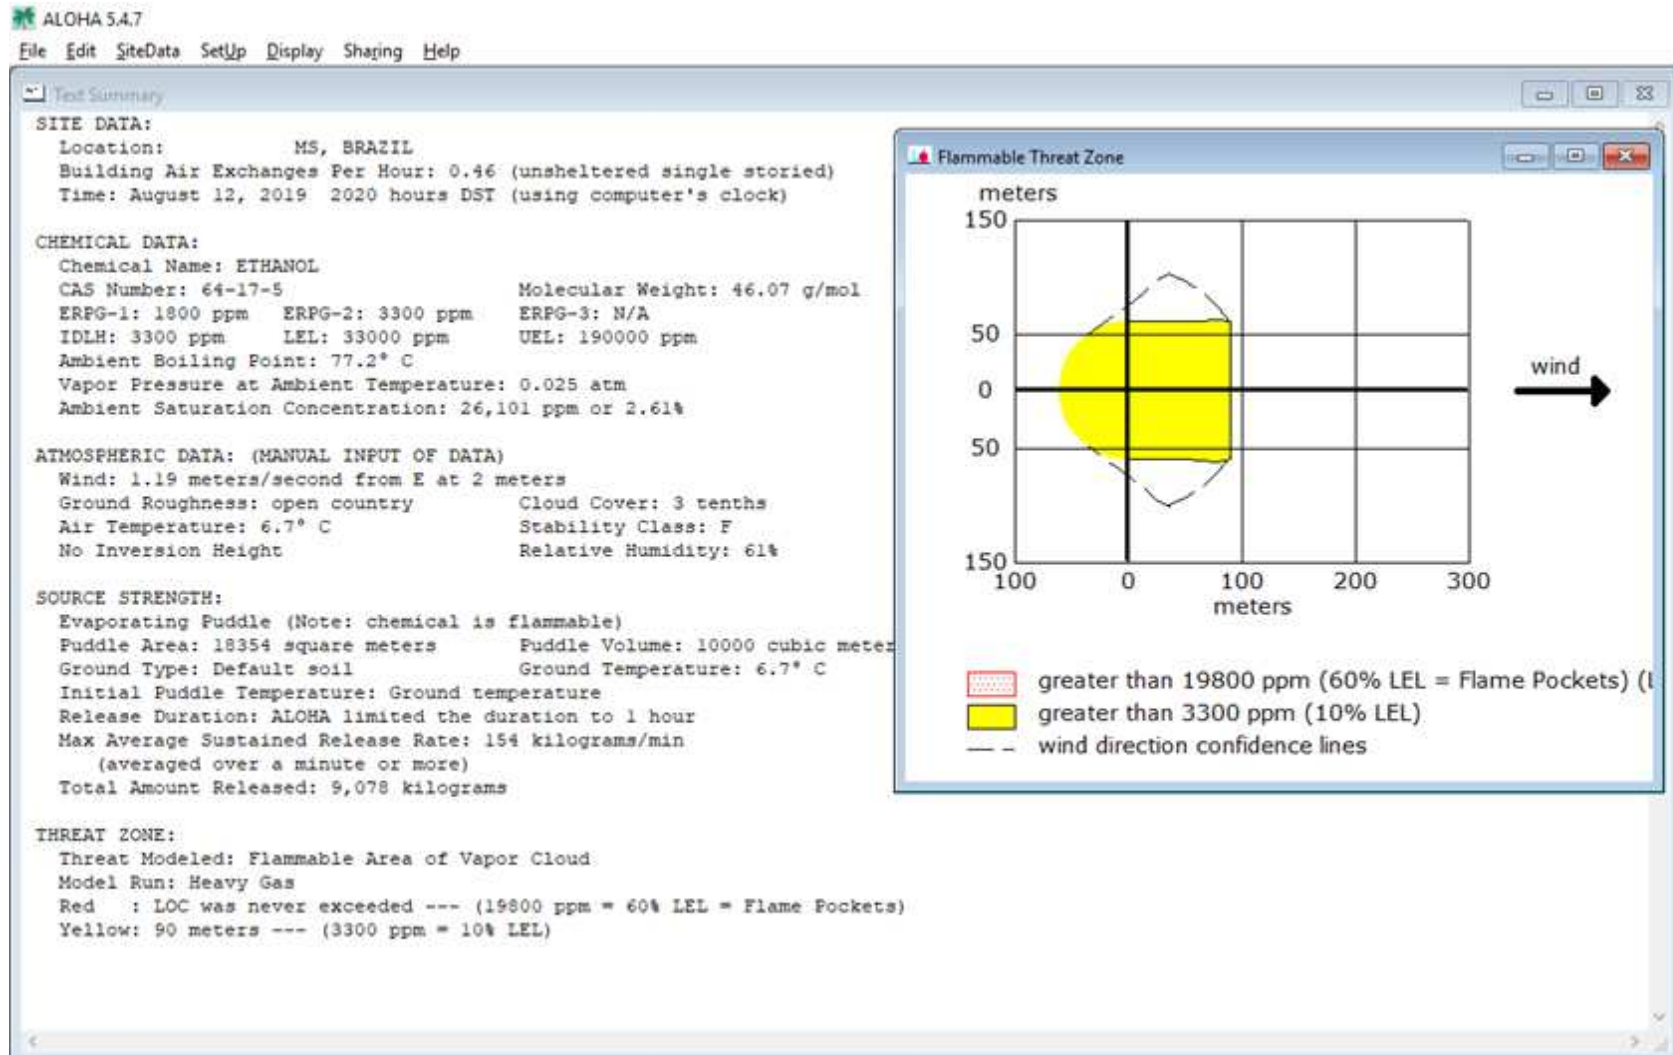 ALOHA 5.4.7
File Edit SiteData SetUp Display Sharing Help
Text Summary
SITE DATA:
Location: MS, BRAZIL
Building Air Exchanges Per Hour: 0.46 (unsheltered single storied)
Time: August 12, 2019 2020 hours DST (using computer's clock)
CHEMICAL DATA:
Chemical Name: ETHANOL
CAS Number: 64-17-5 Molecular Weight: 46.07 g/mol
ERPG-1: 1800 ppm ERPG-2: 3300 ppm ERPG-3: N/A
IDLH: 3300 ppm LEL: 33000 ppm UEL: 190000 ppm
Ambient Boiling Point: 77.2° C
Vapor Pressure at Ambient Temperature: 0.025 atm
Ambient Saturation Concentration: 26,101 ppm or 2.61%
ATMOSPHERIC DATA: (MANUAL INPUT OF DATA)
Wind: 1.19 meters/second from E at 2 meters
Ground Roughness: open country Cloud Cover: 3 tenths
Air Temperature: 6.7° C Stability Class: F
No Inversion Height Relative Humidity: 61%
SOURCE STRENGTH:
Evaporating Puddle (Note: chemical is flammable)
Puddle Area: 18354 square meters Puddle Volume: 10000 cubic meter
Ground Type: Default soil Ground Temperature: 6.7° C
Initial Puddle Temperature: Ground temperature
Release Duration: ALOHA limited the duration to 1 hour
Max Average Sustained Release Rate: 154 kilograms/min
(averaged over a minute or more)
Total Amount Released: 9,078 kilograms
THREAT ZONE:
Threat Modeled: Flammable Area of Vapor Cloud
Model Run: Heavy Gas
Red : LOC was never exceeded --- (19800 ppm = 60% LEL = Flame Pockets)
Yellow: 90 meters --- (3300 ppm = 10% LEL)
Flammable Threat Zone
meters
150
50
0
50
150
100 0 100 200 300
meters
wind
greater than 19800 ppm (60% LEL = Flame Pockets) (L
greater than 3300 ppm (10% LEL)
wind direction confidence lines